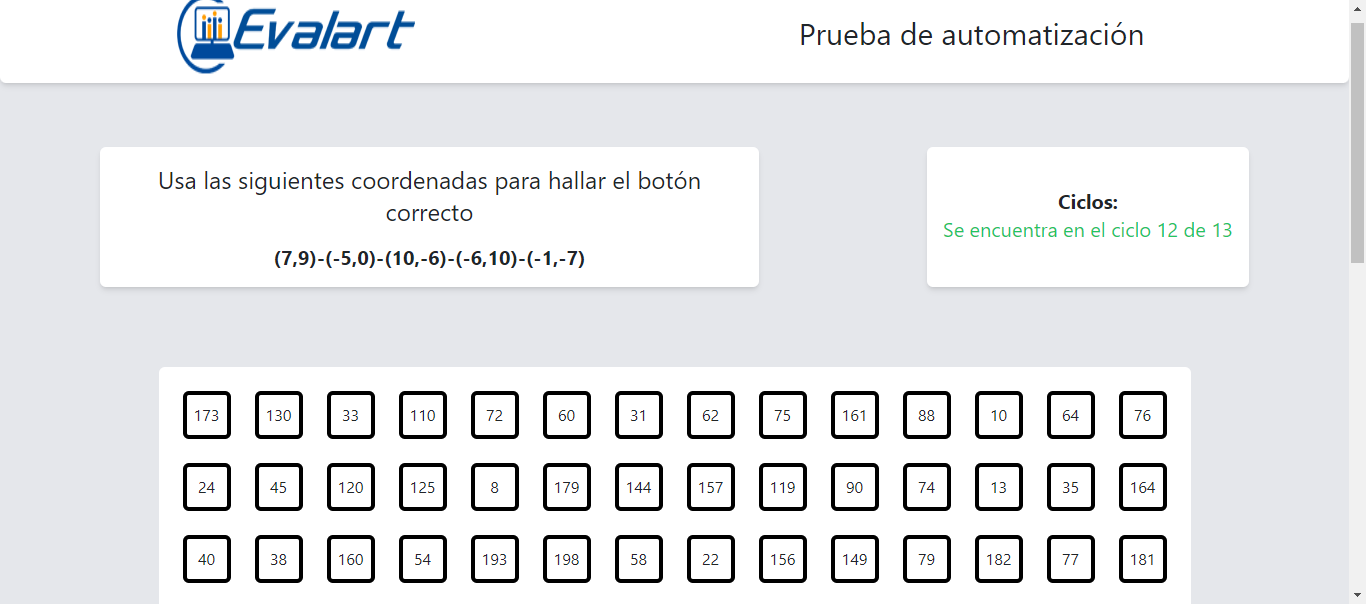 Evalart
Prueba de automatización
Usa las siguientes coordenadas para hallar el botón
correcto
(7,9)-(-5,0)-(10,-6)-(-6,10)-(-1,-7)
Ciclos:
Se encuentra en el ciclo 12 de 13
173 130 33 110 72 60 31 62 75 161 88 10 64 76
24 45 120 125 8 179 144 157 119 90 74 13 35 164
40 38 160 54 193 198 58 22 156 149 79 182 77 181